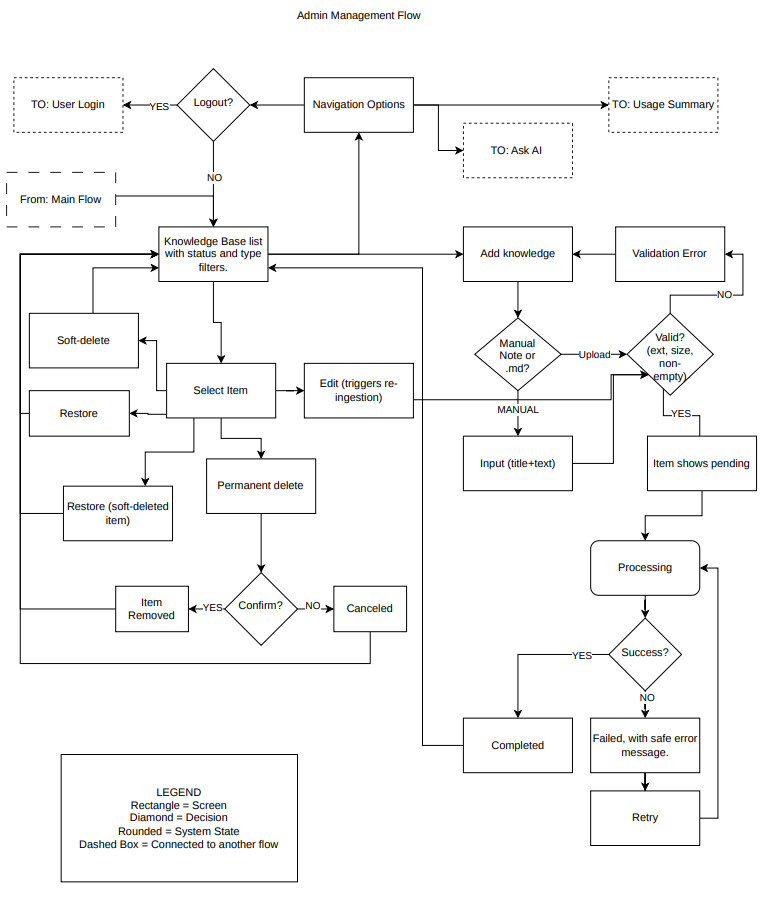 Admin Management Flow
TO: User Login
YES
Logout?
Navigation Options
TO: Usage Summary
TO: Ask AI
NO
From: Main Flow
Knowledge Base list
with status and type
filters.
Add knowledge
Validation Error
NO
Soft-delete
Manual
Note or
.md?
Upload
Valid?
(ext, size,
non-
empty)
Select Item
Edit (triggers re-
ingestion)
Restore
MANUAL
YES
Input (title+text)
Item shows pending
Permanent delete
Restore (soft-deleted
item)
Processing
Item
Removed
YES
Confirm?
NO
Canceled
Success?
YES
NO
Completed
Failed, with safe error
message.
Retry
LEGEND
Rectangle = Screen
Diamond = Decision
Rounded = System State
Dashed Box = Connected to another flow